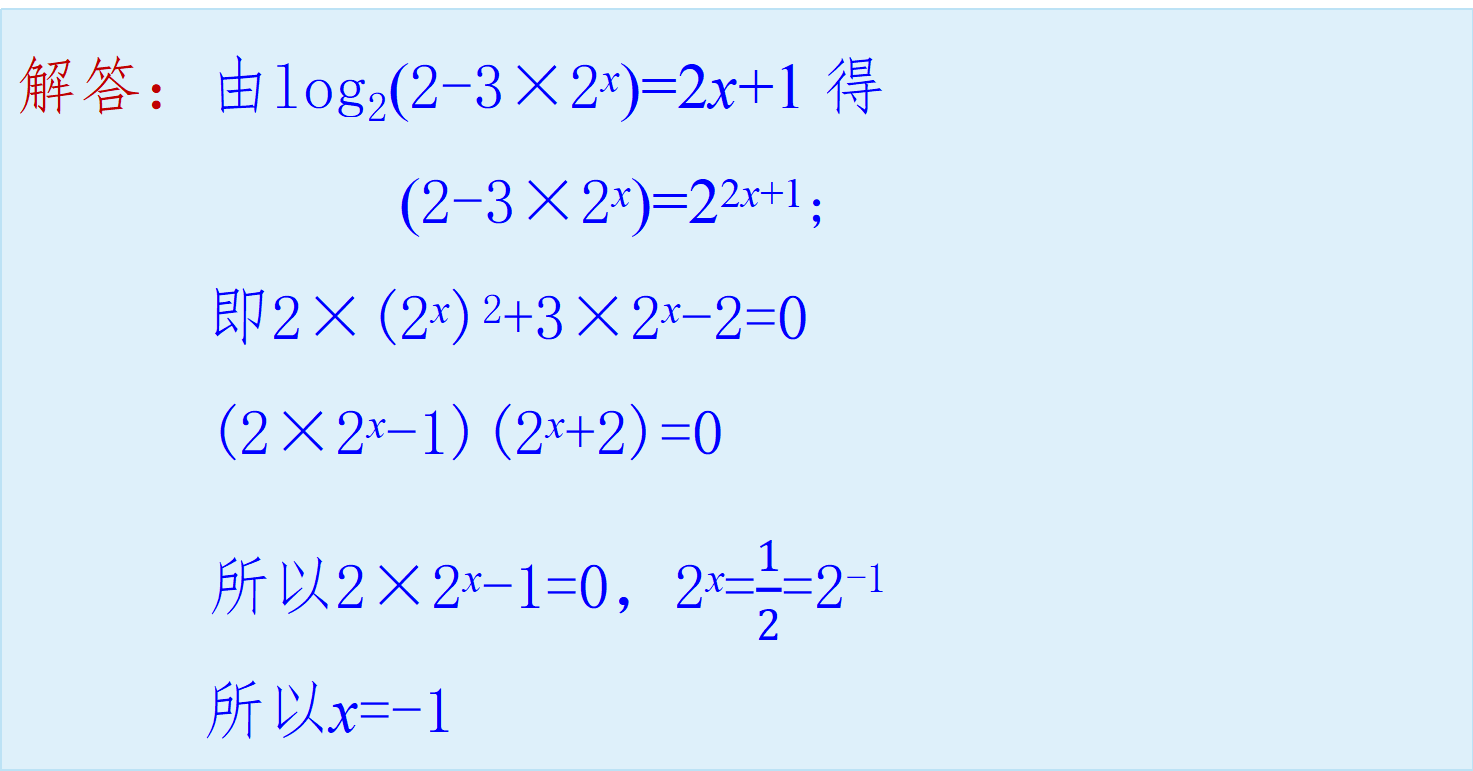 解答：由log₂(2-3×2ˣ)=2x+1 得
(2-3×2ˣ)=2²ˣ⁺¹；
即2×(2ˣ)²+3×2ˣ-2=0
(2×2ˣ-1)(2ˣ+2)=0
所以2×2ˣ-1=0，2ˣ=1/2=2⁻¹
所以x=-1